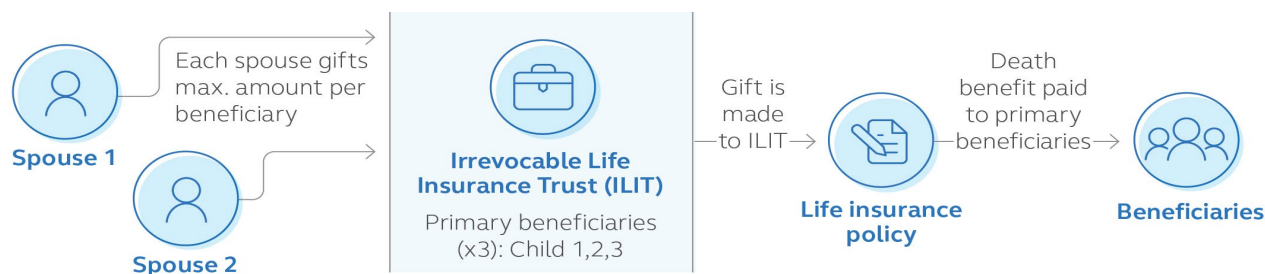 Each spouse gifts
max. amount per
beneficiary
Spouse 1
Spouse 2
Irrevocable Life
Insurance Trust (ILIT)
Primary beneficiaries
(x3): Child 1,2,3
Gift is
made
to ILIT
Life insurance
policy
Death
benefit paid
to primary
beneficiaries
Beneficiaries